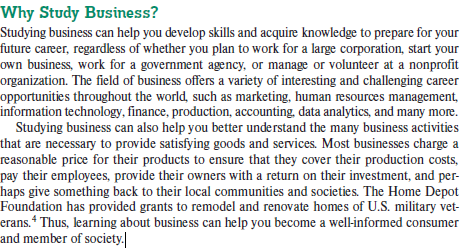 Why Study Business?
Studying business can help you develop skills and acquire knowledge to prepare for your
future career, regardless of whether you plan to work for a large corporation, start your
own business, work for a government agency, or manage or volunteer at a nonprofit
organization. The field of business offers a variety of interesting and challenging career
opportunities throughout the world, such as marketing, human resources management,
information technology, finance, production, accounting, data analytics, and many more.
Studying business can also help you better understand the many business activities
that are necessary to provide satisfying goods and services. Most businesses charge a
reasonable price for their products to ensure that they cover their production costs,
pay their employees, provide their owners with a return on their investment, and per-
haps give something back to their local communities and societies. The Home Depot
Foundation has provided grants to remodel and renovate homes of U.S. military vet-
erans.4 Thus, learning about business can help you become a well-informed consumer
and member of society.